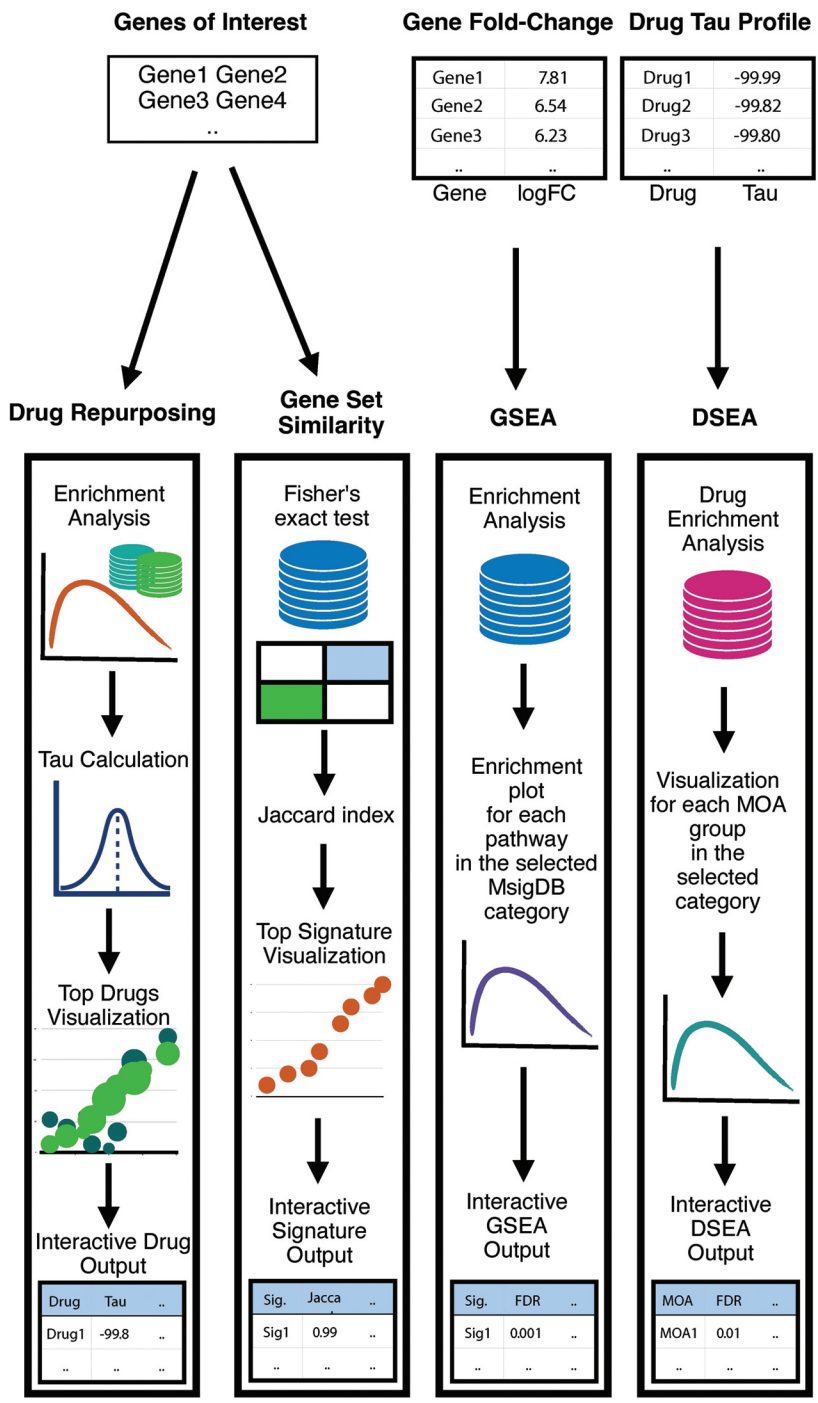 Genes of Interest
Gene1 Gene2
Gene3 Gene4
..
Gene Fold-Change
Gene1 7.81
Gene2 6.54
Gene3 6.23
.. ..
Gene logFC
Drug Tau Profile
Drug1 -99.99
Drug2 -99.82
Drug3 -99.80
.. ..
Drug Tau
Drug Repurposing
Enrichment
Analysis
Tau Calculation
Top Drugs
Visualization
Interactive Drug
Output
Drug Tau ..
Drug1 -99.8 ..
.. .. ..
Gene Set
Similarity
Fisher's
exact test
Jaccard index
Top Signature
Visualization
Interactive
Signature
Output
Sig. Jacca ..
Sig1 0.99 ..
.. .. ..
GSEA
Enrichment
Analysis
Enrichment
plot
for each
pathway
in the selected
MsigDB
category
Interactive
GSEA
Output
Sig. FDR ..
Sig1 0.001 ..
.. .. ..
DSEA
Drug
Enrichment
Analysis
Visualization
for each MOA
group
in the
selected
category
Interactive
DSEA
Output
MOA FDR ..
MOA1 0.01 ..
.. .. ..